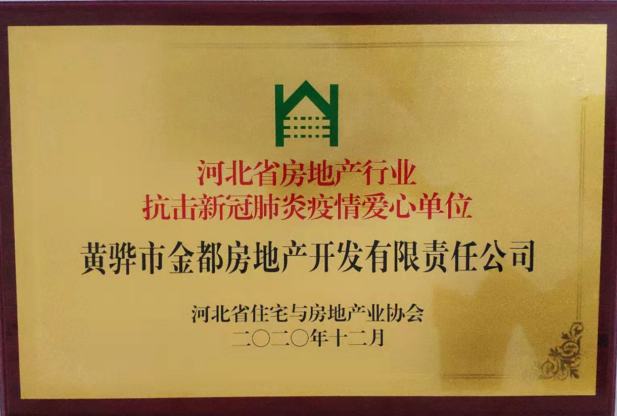 河北省房地产行业
抗击新冠肺炎疫情爱心单位
黄骅市金都房地产开发有限责任公司
河北省住宅与房地产业协会
二〇二〇年十二月